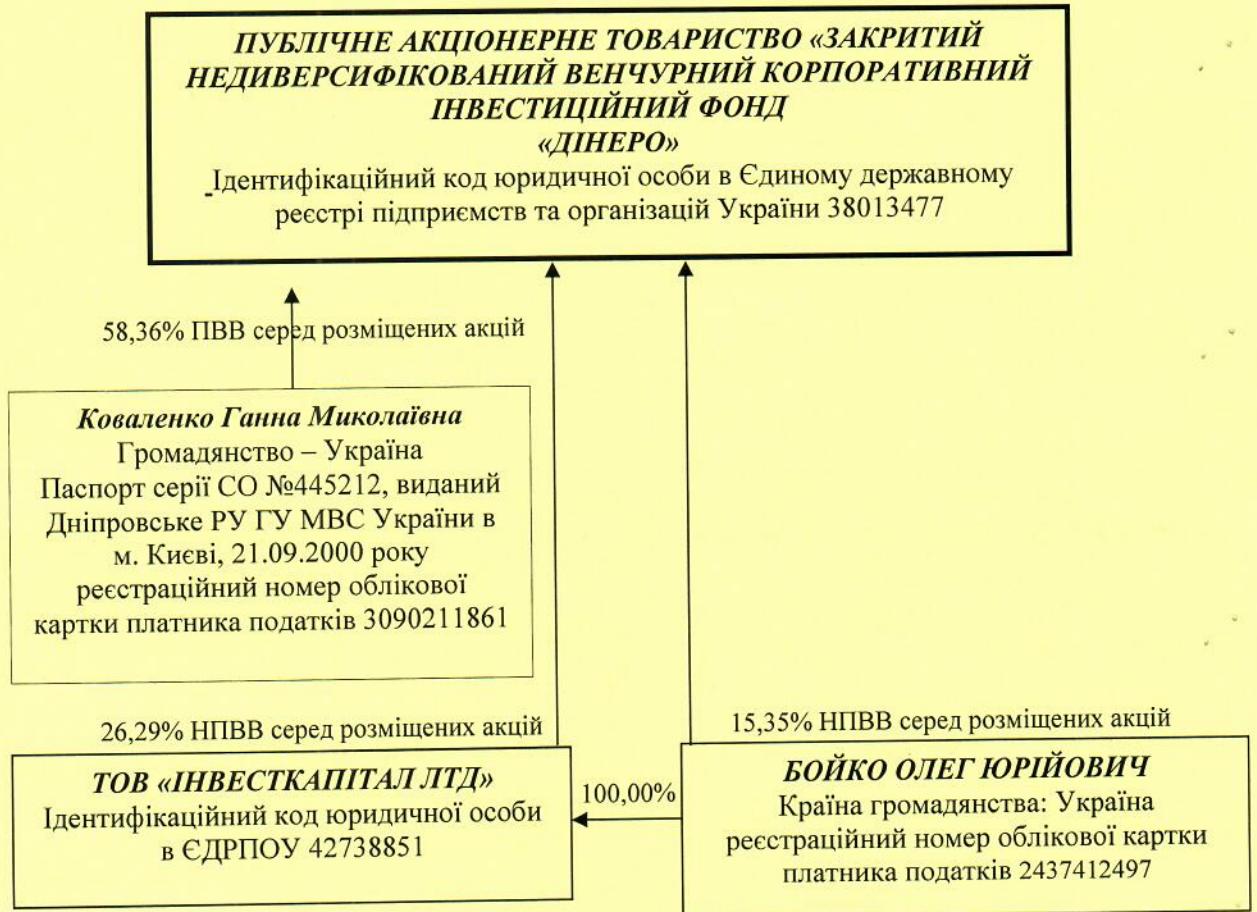 ПУБЛІЧНЕ АКЦІОНЕРНЕ ТОВАРИСТВО «ЗАКРИТИЙ
НЕДИВЕРСИФІКОВАНИЙ ВЕНЧУРНИЙ КОРПОРАТИВНИЙ
ІНВЕСТИЦІЙНИЙ ФОНД
«ДІНЕРО»
Ідентифікаційний код юридичної особи в Єдиному державному
реєстрі підприємств та організацій України 38013477
58,36% ПВВ серед розміщених акцій
Коваленко Ганна Миколаївна
Громадянство – Україна
Паспорт серії СО №445212, виданий
Дніпровське РУ ГУ МВС України в
м. Києві, 21.09.2000 року
реєстраційний номер облікової
картки платника податків 3090211861
26,29% НПВВ серед розміщених акцій
ТОВ «ІНВЕСТКАПІТАЛ ЛТД»
Ідентифікаційний код юридичної особи
в ЄДРПОУ 42738851
100,00%
15,35% НПВВ серед розміщених акцій
БОЙКО ОЛЕГ ЮРІЙОВИЧ
Країна громадянства: Україна
реєстраційний номер облікової картки
платника податків 2437412497